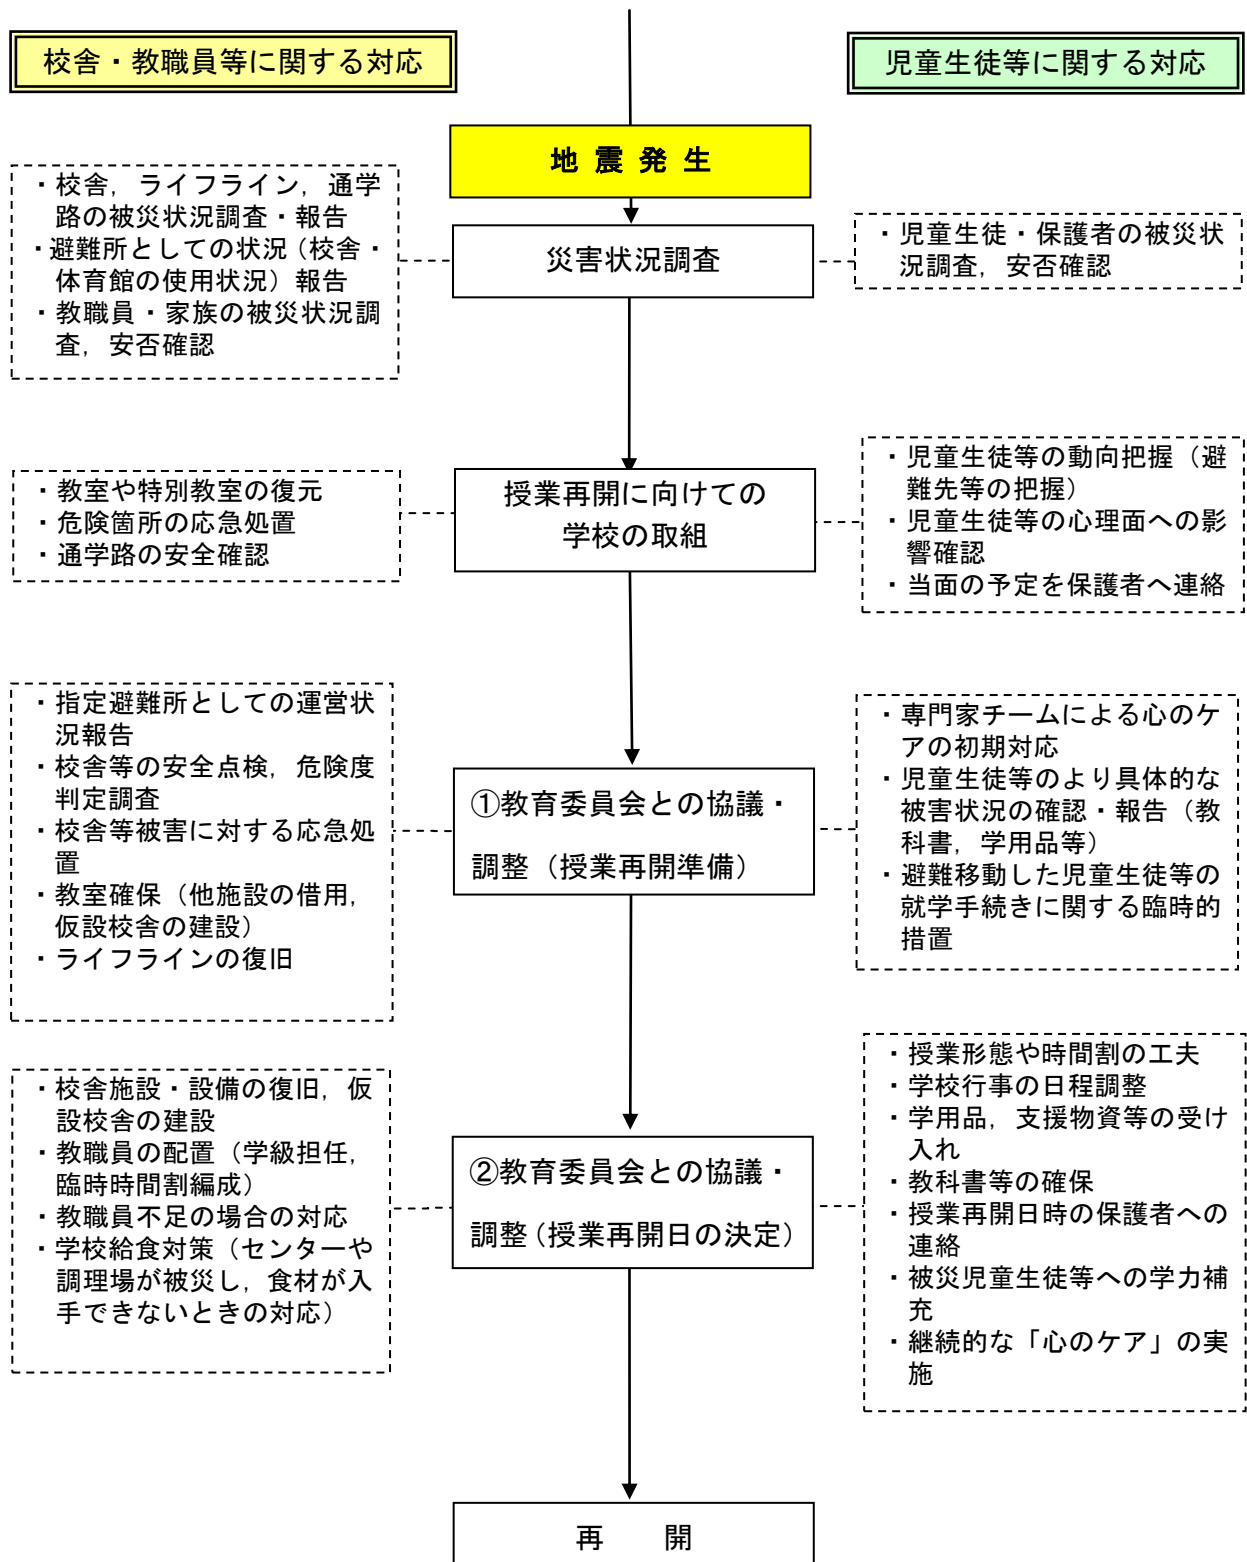 校舎・教職員等に関する対応
児童生徒等に関する対応
地 震 発 生
・校舎，ライフライン，通学
路の被災状況調査・報告
・避難所としての状況（校舎・
体育館の使用状況）報告
・教職員・家族の被災状況調
査，安否確認
災害状況調査
・児童生徒・保護者の被災状
況調査，安否確認
・教室や特別教室の復元
・危険箇所の応急処置
・通学路の安全確認
授業再開に向けての
学校の取組
・児童生徒等の動向把握（避
難先等の把握）
・児童生徒等の心理面への影
響確認
・当面の予定を保護者へ連絡
・指定避難所としての運営状
況報告
・校舎等の安全点検，危険度
判定調査
・校舎等被害に対する応急処
置
・教室確保（他施設の借用，
仮設校舎の建設）
・ライフラインの復旧
①教育委員会との協議・
調整（授業再開準備）
・専門家チームによる心のケ
アの初期対応
・児童生徒等のより具体的な
被害状況の確認・報告（教
科書，学用品等）
・避難移動した児童生徒等の
就学手続きに関する臨時的
措置
・校舎施設・設備の復旧，仮
設校舎の建設
・教職員の配置（学級担任，
臨時時間割編成）
・教職員不足の場合の対応
・学校給食対策（センターや
調理場が被災し，食材が入
手できないときの対応）
②教育委員会との協議・
調整（授業再開日の決定）
・授業形態や時間割の工夫
・学校行事の日程調整
・学用品，支援物資等の受け
入れ
・教科書等の確保
・授業再開日時の保護者への
連絡
・被災児童生徒等への学力補
充
・継続的な「心のケア」の実
施
再　　開